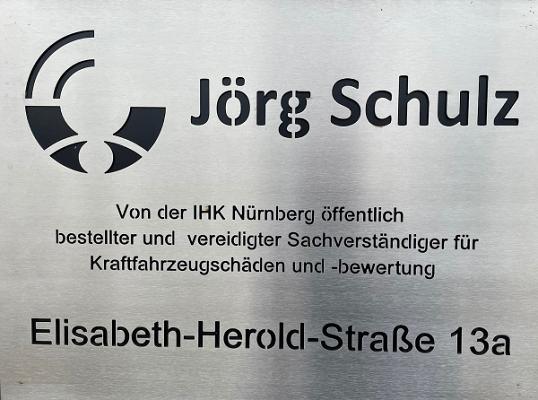 Jörg Schulz
Von der IHK Nürnberg öffentlich
bestellter und vereidigter Sachverständiger für
Kraftfahrzeugschäden und -bewertung
Elisabeth-Herold-Straße 13a